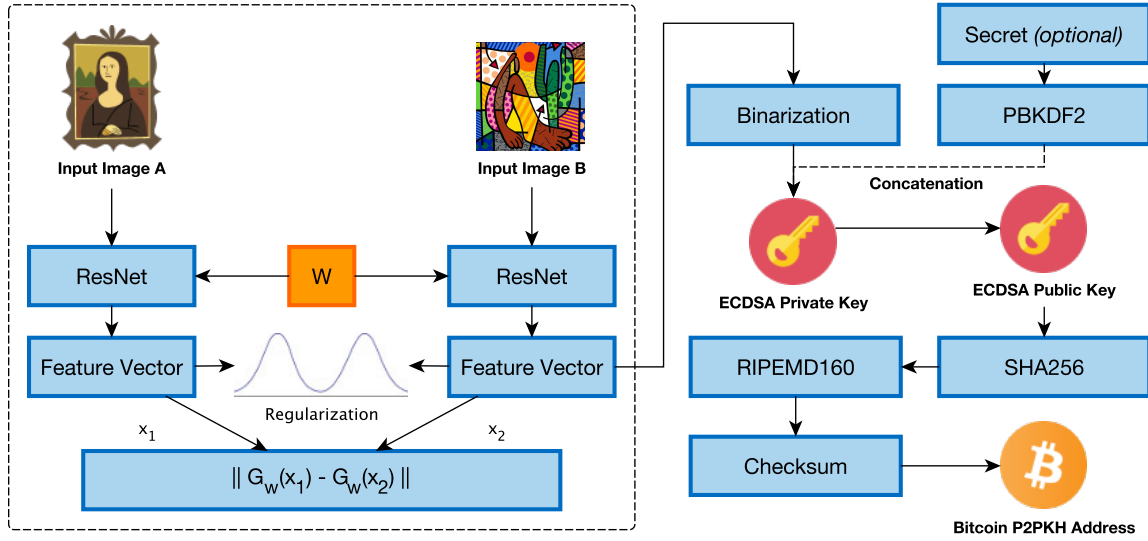 Input Image A
Input Image B
ResNet
W
ResNet
Feature Vector
Regularization
Feature Vector
x1
x2
|| Gw(x1) - Gw(x2) ||
Secret (optional)
Binarization
PBKDF2
Concatenation
ECDSA Private Key
ECDSA Public Key
RIPEMD160
SHA256
Checksum
Bitcoin P2PKH Address